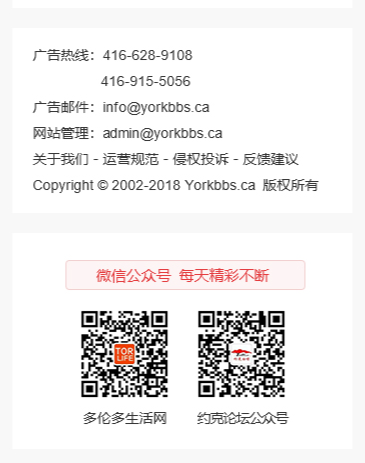 广告热线：416-628-9108
416-915-5056
广告邮件：info@yorkbbs.ca
网站管理：admin@yorkbbs.ca
关于我们 - 运营规范 - 侵权投诉 - 反馈建议
Copyright © 2002-2018 Yorkbbs.ca 版权所有
微信公众号 每天精彩不断
TOR
LIFE
多伦多生活网 约克论坛公众号